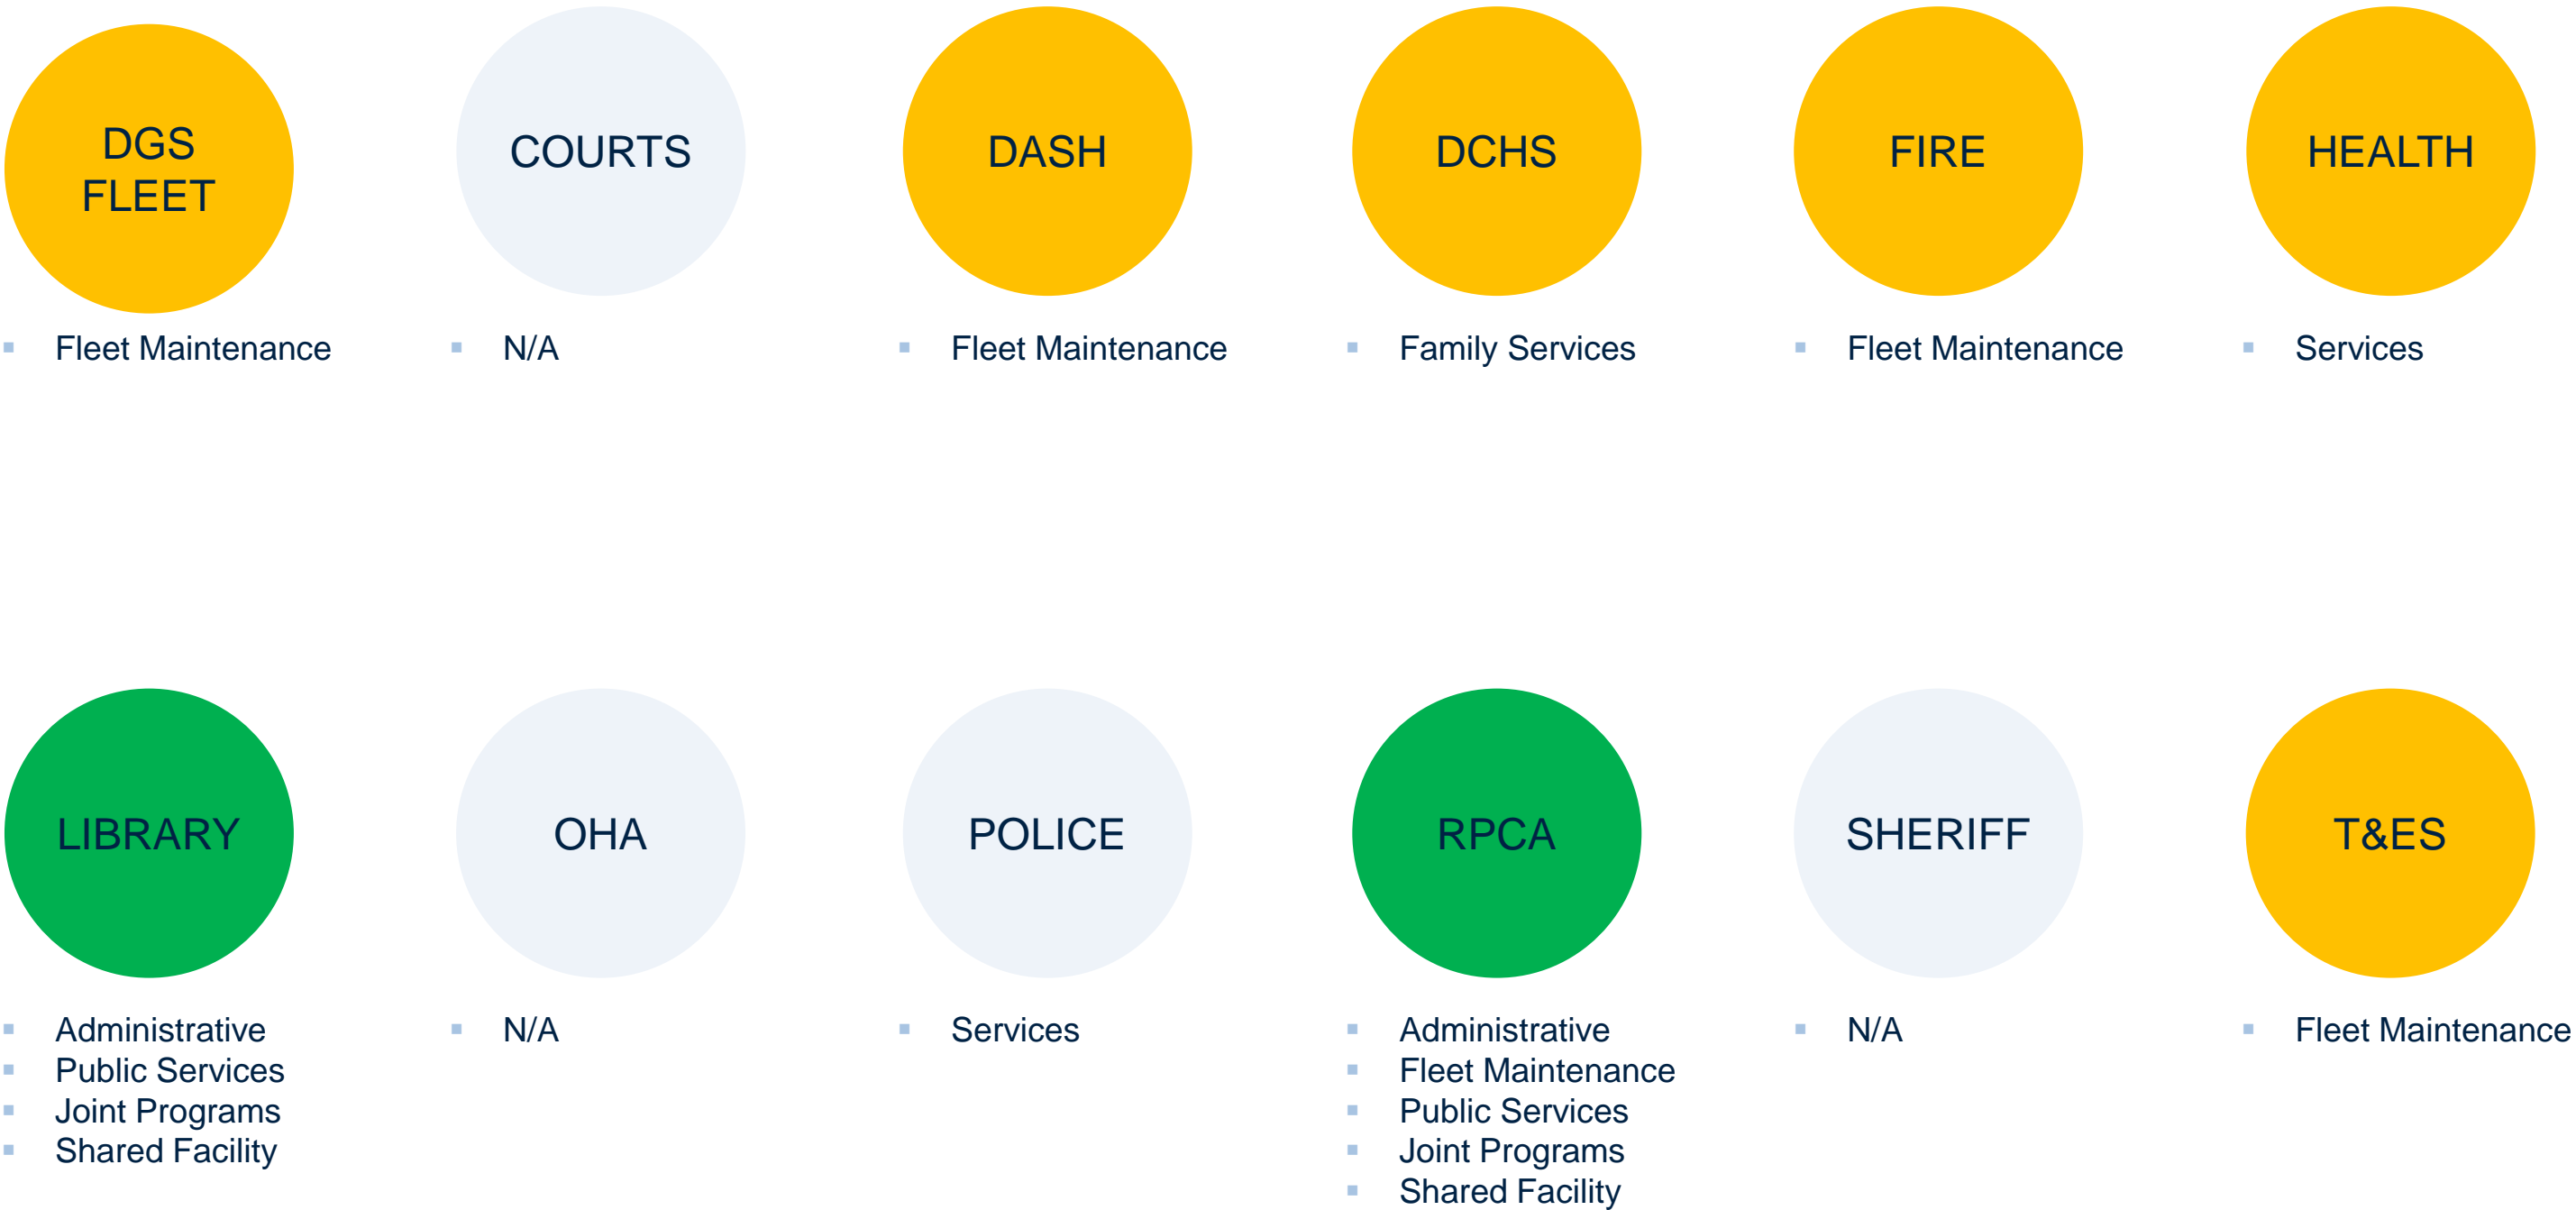 DGS
FLEET
COURTS
DASH
DCHS
FIRE
HEALTH
Fleet Maintenance
N/A
Fleet Maintenance
Family Services
Fleet Maintenance
Services
LIBRARY
OHA
POLICE
RPCA
SHERIFF
T&ES
Administrative
Public Services
Joint Programs
Shared Facility
N/A
Services
Administrative
Fleet Maintenance
Public Services
Joint Programs
Shared Facility
N/A
Fleet Maintenance